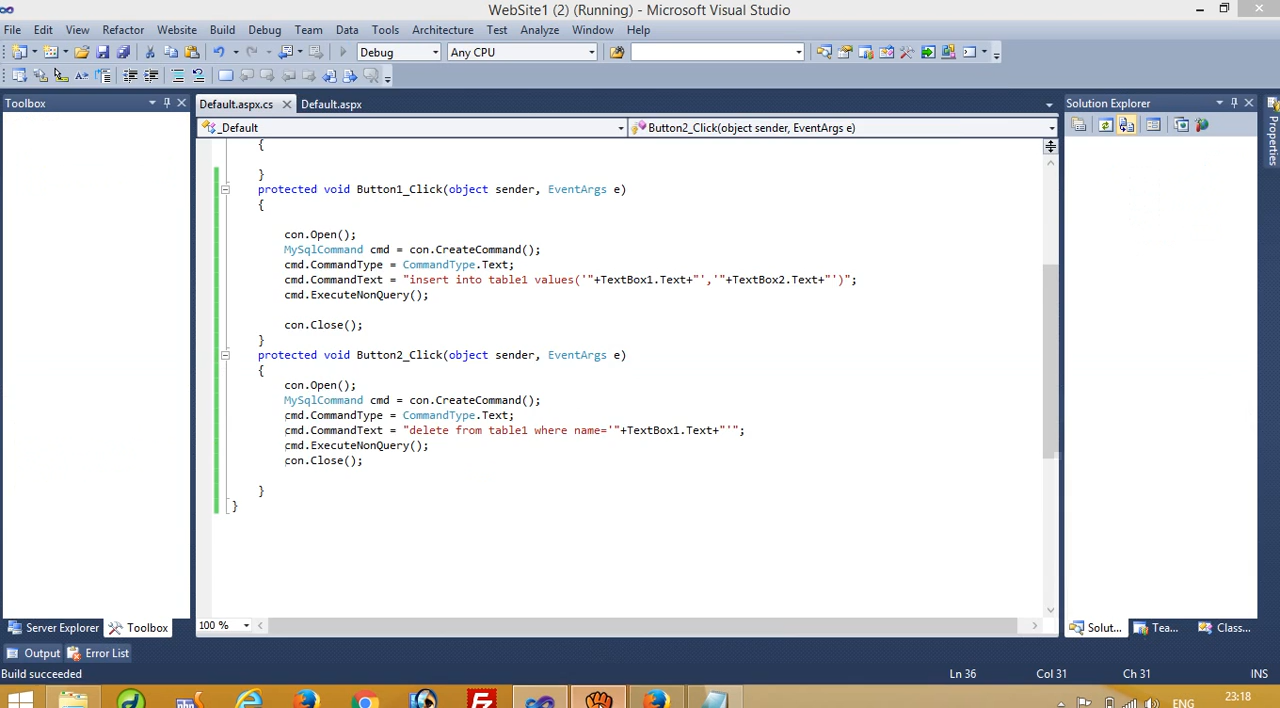 WebSite1 (2) (Running) - Microsoft Visual Studio
File Edit View Refactor Website Build Debug Team Data Tools Architecture Test Analyze Window Help
Debug Any CPU
Toolbox
Default.aspx.cs Default.aspx
Solution Explorer
Properties
_Default
Button2_Click(object sender, EventArgs e)
{
}
protected void Button1_Click(object sender, EventArgs e)
{
con.Open();
MySqlCommand cmd = con.CreateCommand();
cmd.CommandType = CommandType.Text;
cmd.CommandText = "insert into table1 values('"+TextBox1.Text+"','"+TextBox2.Text+"')";
cmd.ExecuteNonQuery();
con.Close();
}
protected void Button2_Click(object sender, EventArgs e)
{
con.Open();
MySqlCommand cmd = con.CreateCommand();
cmd.CommandType = CommandType.Text;
cmd.CommandText = "delete from table1 where name='"+TextBox1.Text+"'";
cmd.ExecuteNonQuery();
con.Close();
}
}
100 %
Server Explorer Toolbox
Solut... Tea... Class...
Output Error List
Build succeeded
Ln 36 Col 31 Ch 31 INS
php
ENG
23:18